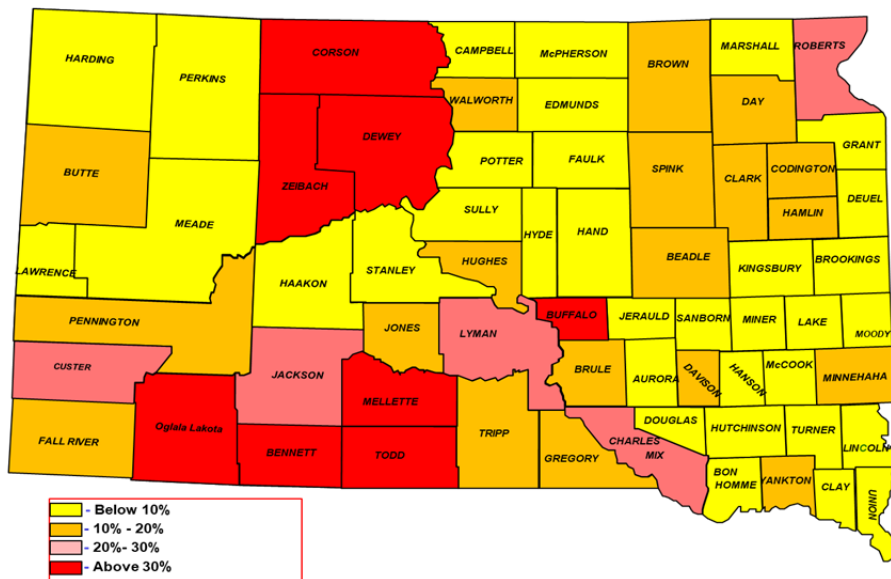 HARDING
PERKINS
CORSON
CAMPBELL
McPHERSON
BROWN
MARSHALL
ROBERTS
WALWORTH
EDMUNDS
DAY
DEWEY
GRANT
BUTTE
POTTER
FAULK
SPINK
CLARK
CODINGTON
ZEIBACH
DEUEL
HAMLIN
MEADE
SULLY
HYDE
HAND
LAWRENCE
HUGHES
BEADLE
KINGSBURY
BROOKINGS
HAAKON
STANLEY
PENNINGTON
JONES
LYMAN
BUFFALO
JERAULD
SANBORN
MINER
LAKE
MOODY
CUSTER
JACKSON
BRULE
AURORA
DAVISON
HANSON
McCOOK
MINNEHAHA
MELLETTE
Oglala Lakota
FALL RIVER
BENNETT
TODD
TRIPP
GREGORY
CHARLES
MIX
DOUGLAS
HUTCHINSON
TURNER
LINCOLN
BON
HOMME
YANKTON
CLAY
UNION
- Below 10%
- 10% - 20%
- 20%- 30%
- Above 30%